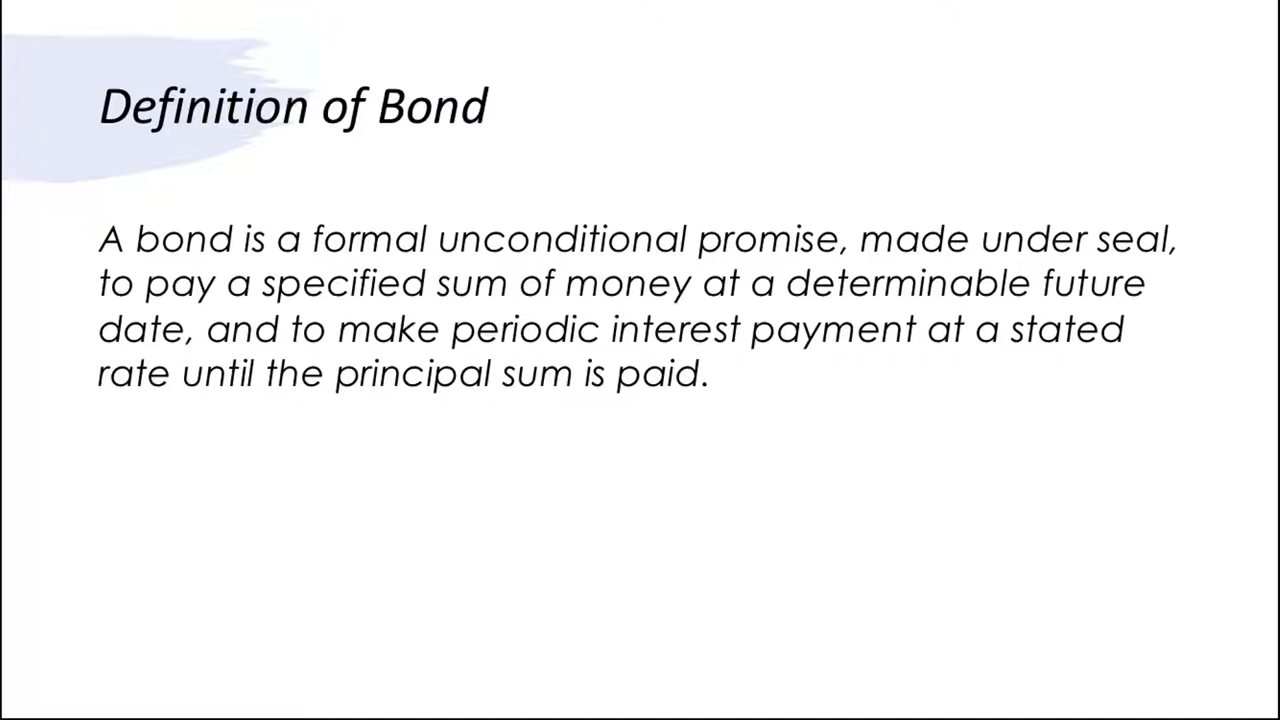 Definition of Bond
A bond is a formal unconditional promise, made under seal,
to pay a specified sum of money at a determinable future
date, and to make periodic interest payment at a stated
rate until the principal sum is paid.